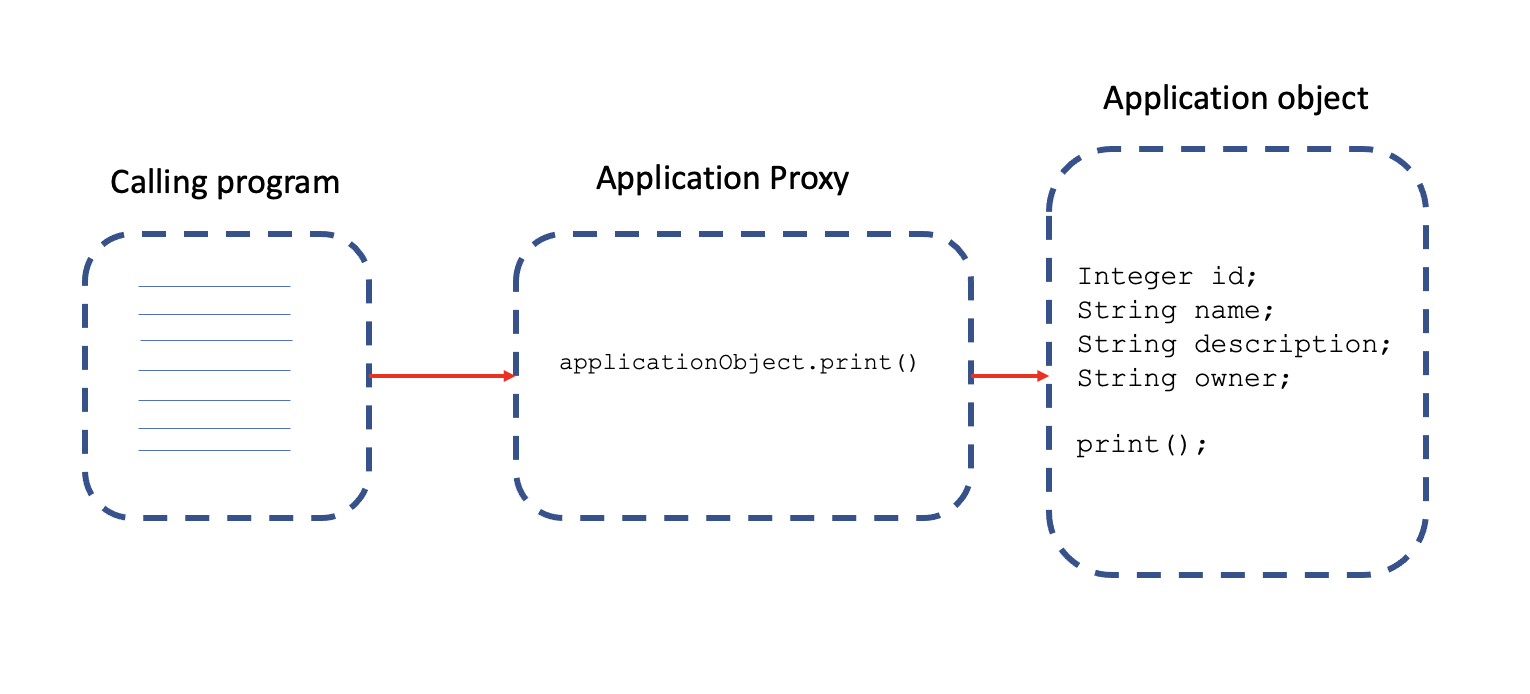 Calling program
Application Proxy
applicationObject.print()
Application object
Integer id;
String name;
String description;
String owner;
print();